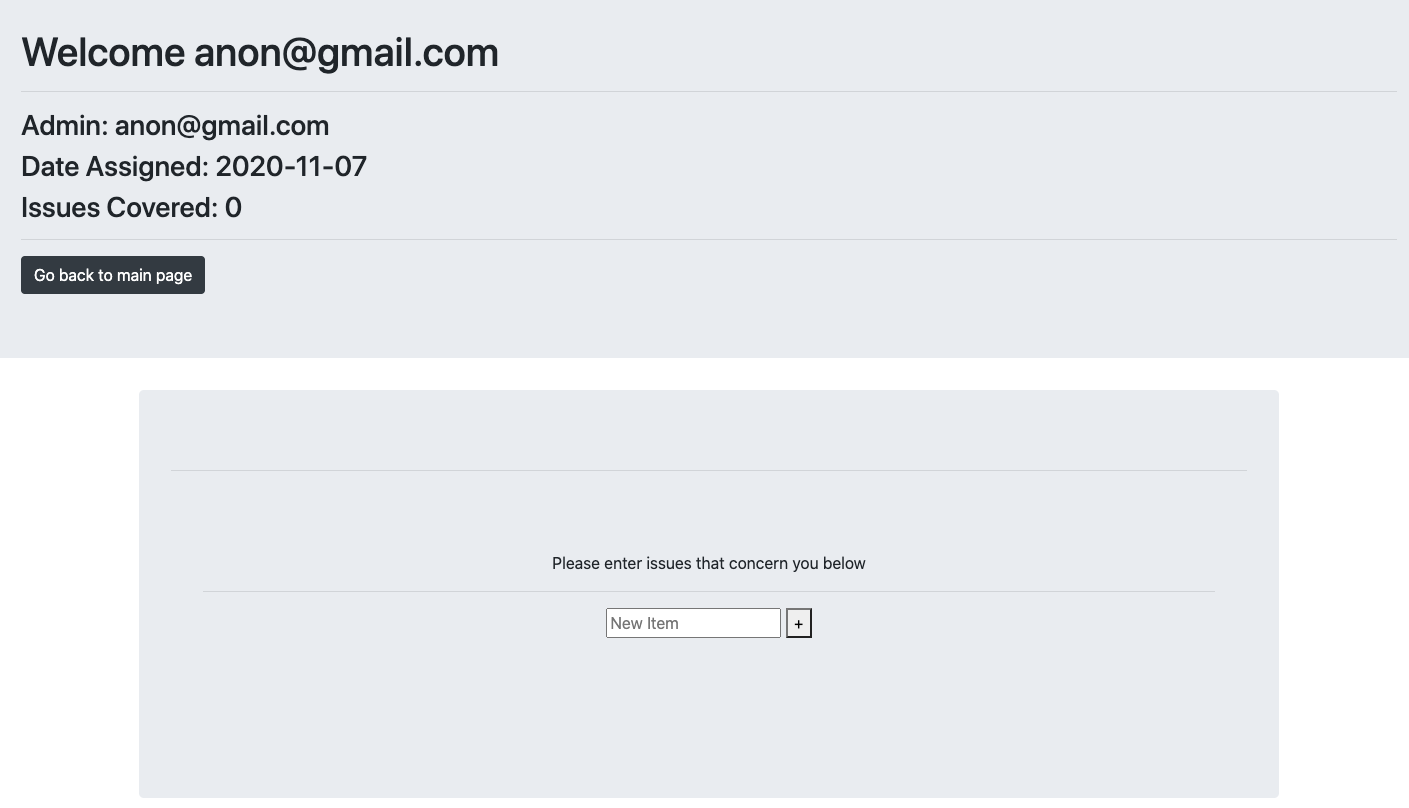 Welcome anon@gmail.com
Admin: anon@gmail.com
Date Assigned: 2020-11-07
Issues Covered: 0
Go back to main page
Please enter issues that concern you below
New Item +